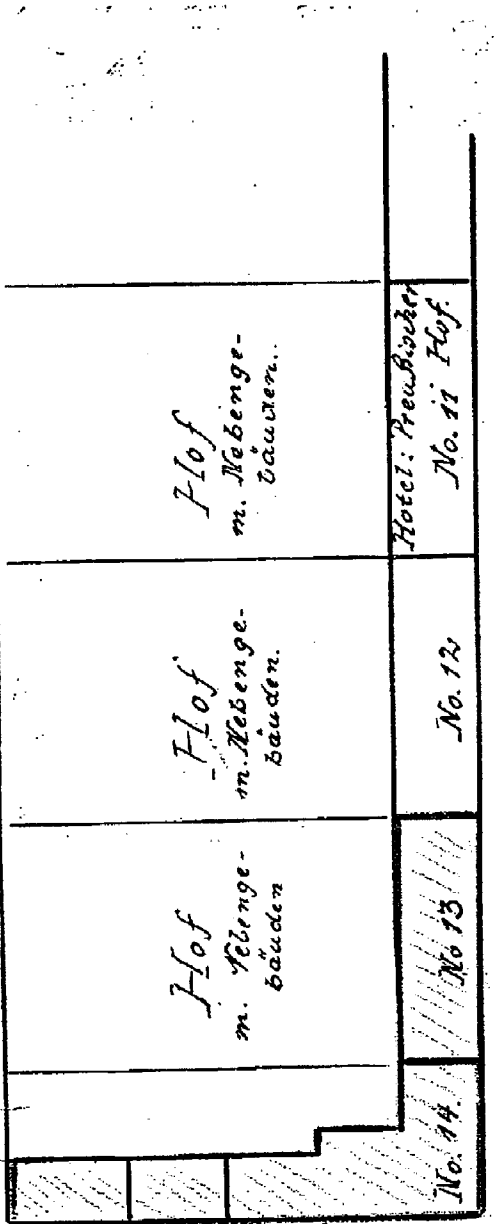 Hof
m. Nebenge-
bäuden..
Hotel: Preußischer
No. 11 Hof.
Hof
m. Nebenge-
bäuden.
No. 12
Hof
m. Nebenge-
bäuden
No 13
No. 14.